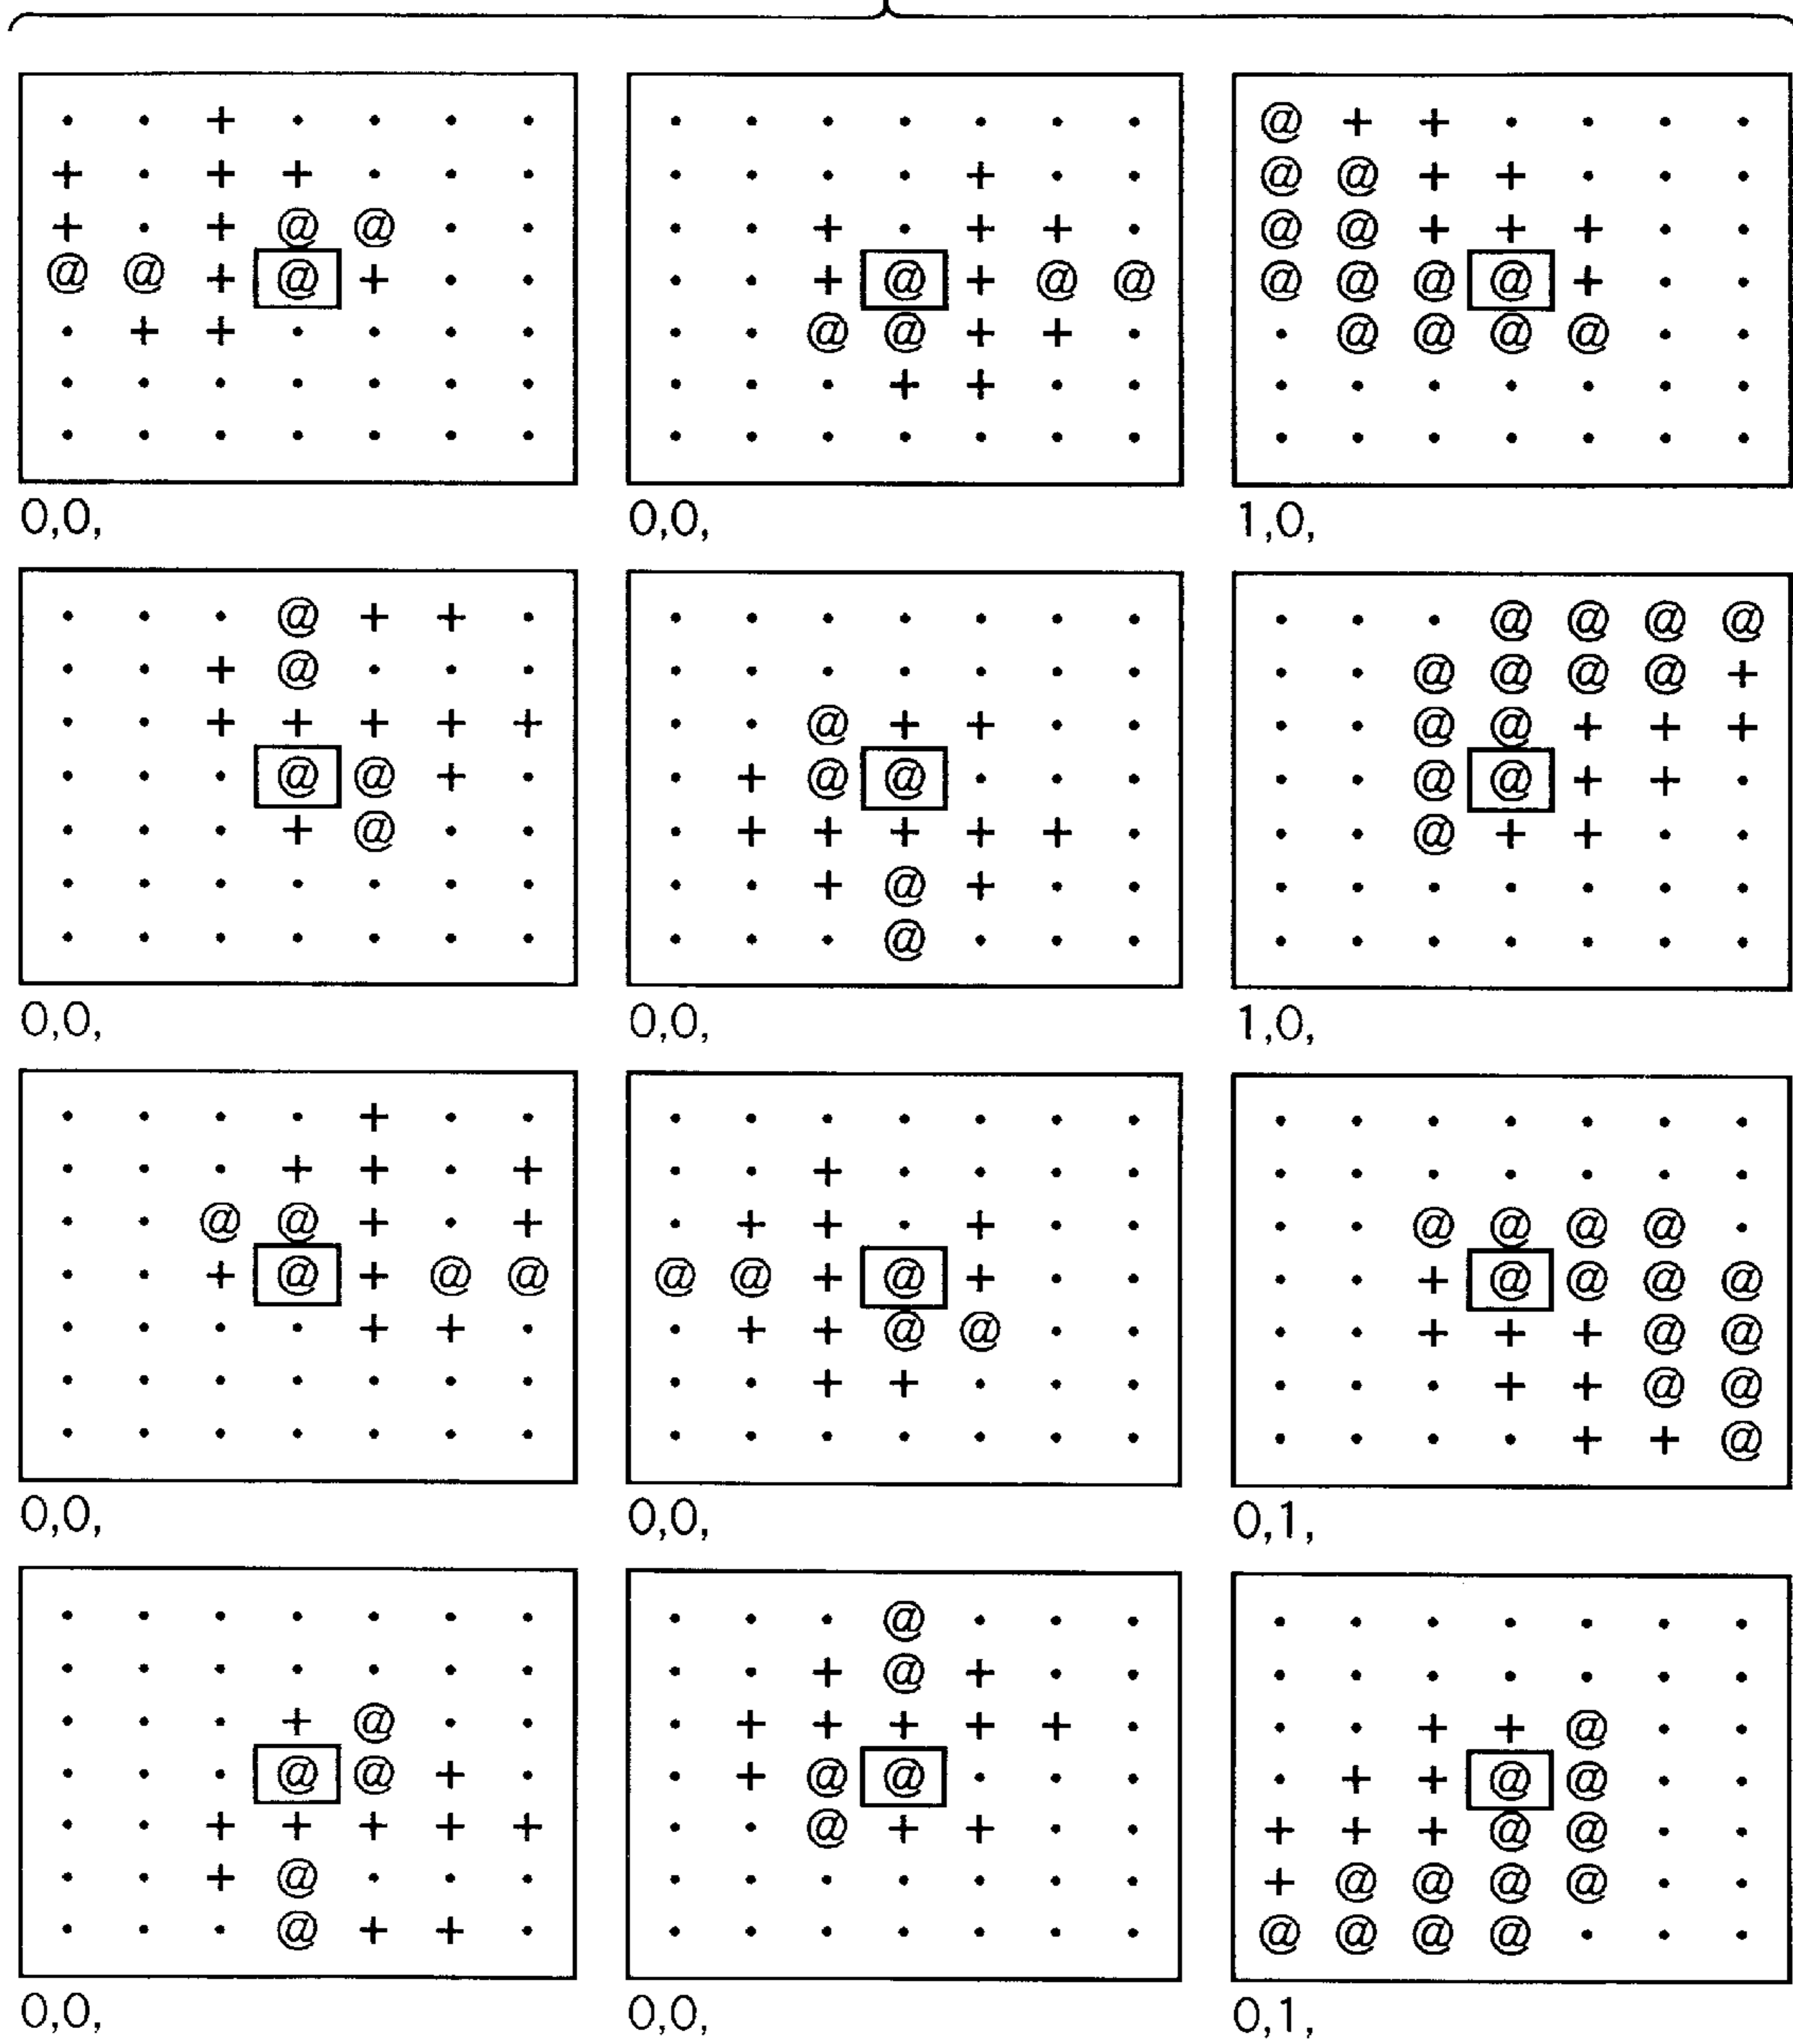 . . + . . . .
+ . + + . . .
+ . + @ @ . .
@ @ + @ + . .
. + + . . . .
. . . . . . .
. . . . . . .
0,0,
. . . . . . .
. . . . + . .
. . + . + + .
. . + @ + @ @
. . @ @ + + .
. . . + + . .
. . . . . . .
0,0,
@ + + . . . .
@ @ + + . . .
@ @ + + + . .
@ @ @ @ + . .
. @ @ @ @ . .
. . . . . . .
. . . . . . .
1,0,
. . . @ + + .
. . + @ . . .
. . + + + + +
. . . @ @ + .
. . . + @ . .
. . . . . . .
. . . . . . .
0,0,
. . . . . . .
. . . . . . .
. . @ + + . .
. + @ @ . . .
. + + + + + .
. . + @ + . .
. . . @ . . .
0,0,
. . . @ @ @ @
. . @ @ @ @ +
. . @ @ + + +
. . @ @ + + .
. . @ + + . .
. . . . . . .
. . . . . . .
1,0,
. . . . + . .
. . . + + . +
. . @ @ + . +
. . + @ + @ @
. . . . + + .
. . . . . . .
. . . . . . .
0,0,
. . . . . . .
. . + . . . .
. + + . + . .
@ @ + @ + . .
. + + @ @ . .
. . + + . . .
. . . . . . .
0,0,
. . . . . . .
. . . . . . .
. . @ @ @ @ .
. . + @ @ @ @
. . + + + @ @
. . . + + @ @
. . . . + + @
0,1,
. . . . . . .
. . . . . . .
. . . + @ . .
. . . @ @ + .
. . + + + + +
. . + @ . . .
. . . @ + + .
0,0,
. . . @ . . .
. . + @ + . .
. + + + + + .
. + @ @ . . .
. . @ + + . .
. . . . . . .
. . . . . . .
0,0,
. . . . . . .
. . . . . . .
. . + + @ . .
. + + @ @ . .
+ + + @ @ . .
+ @ @ @ @ . .
@ @ @ @ . . .
0,1,